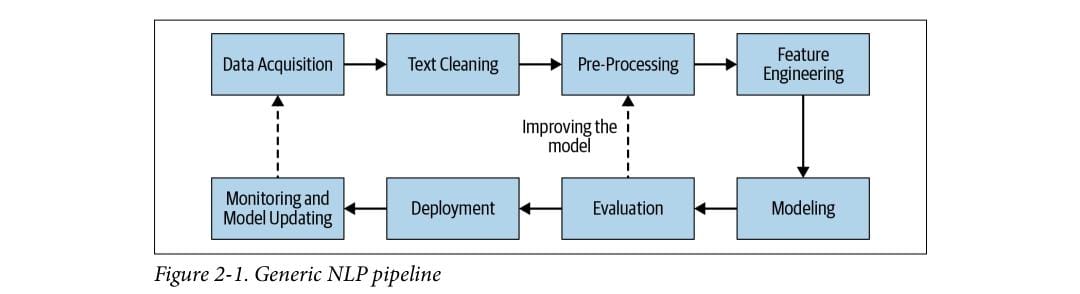 Data Acquisition
Text Cleaning
Pre-Processing
Feature
Engineering
Improving the
model
Monitoring and
Model Updating
Deployment
Evaluation
Modeling
Figure 2-1. Generic NLP pipeline